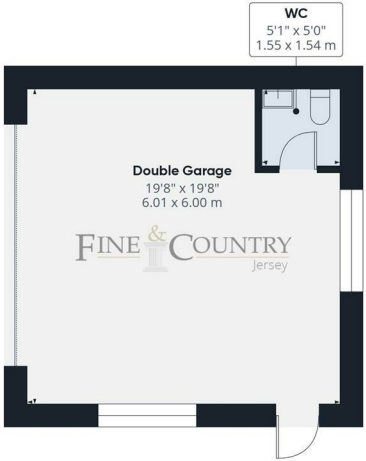 WC
5'1" x 5'0"
1.55 x 1.54 m
Double Garage
19'8" x 19'8"
6.01 x 6.00 m
FINE & COUNTRY
Jersey